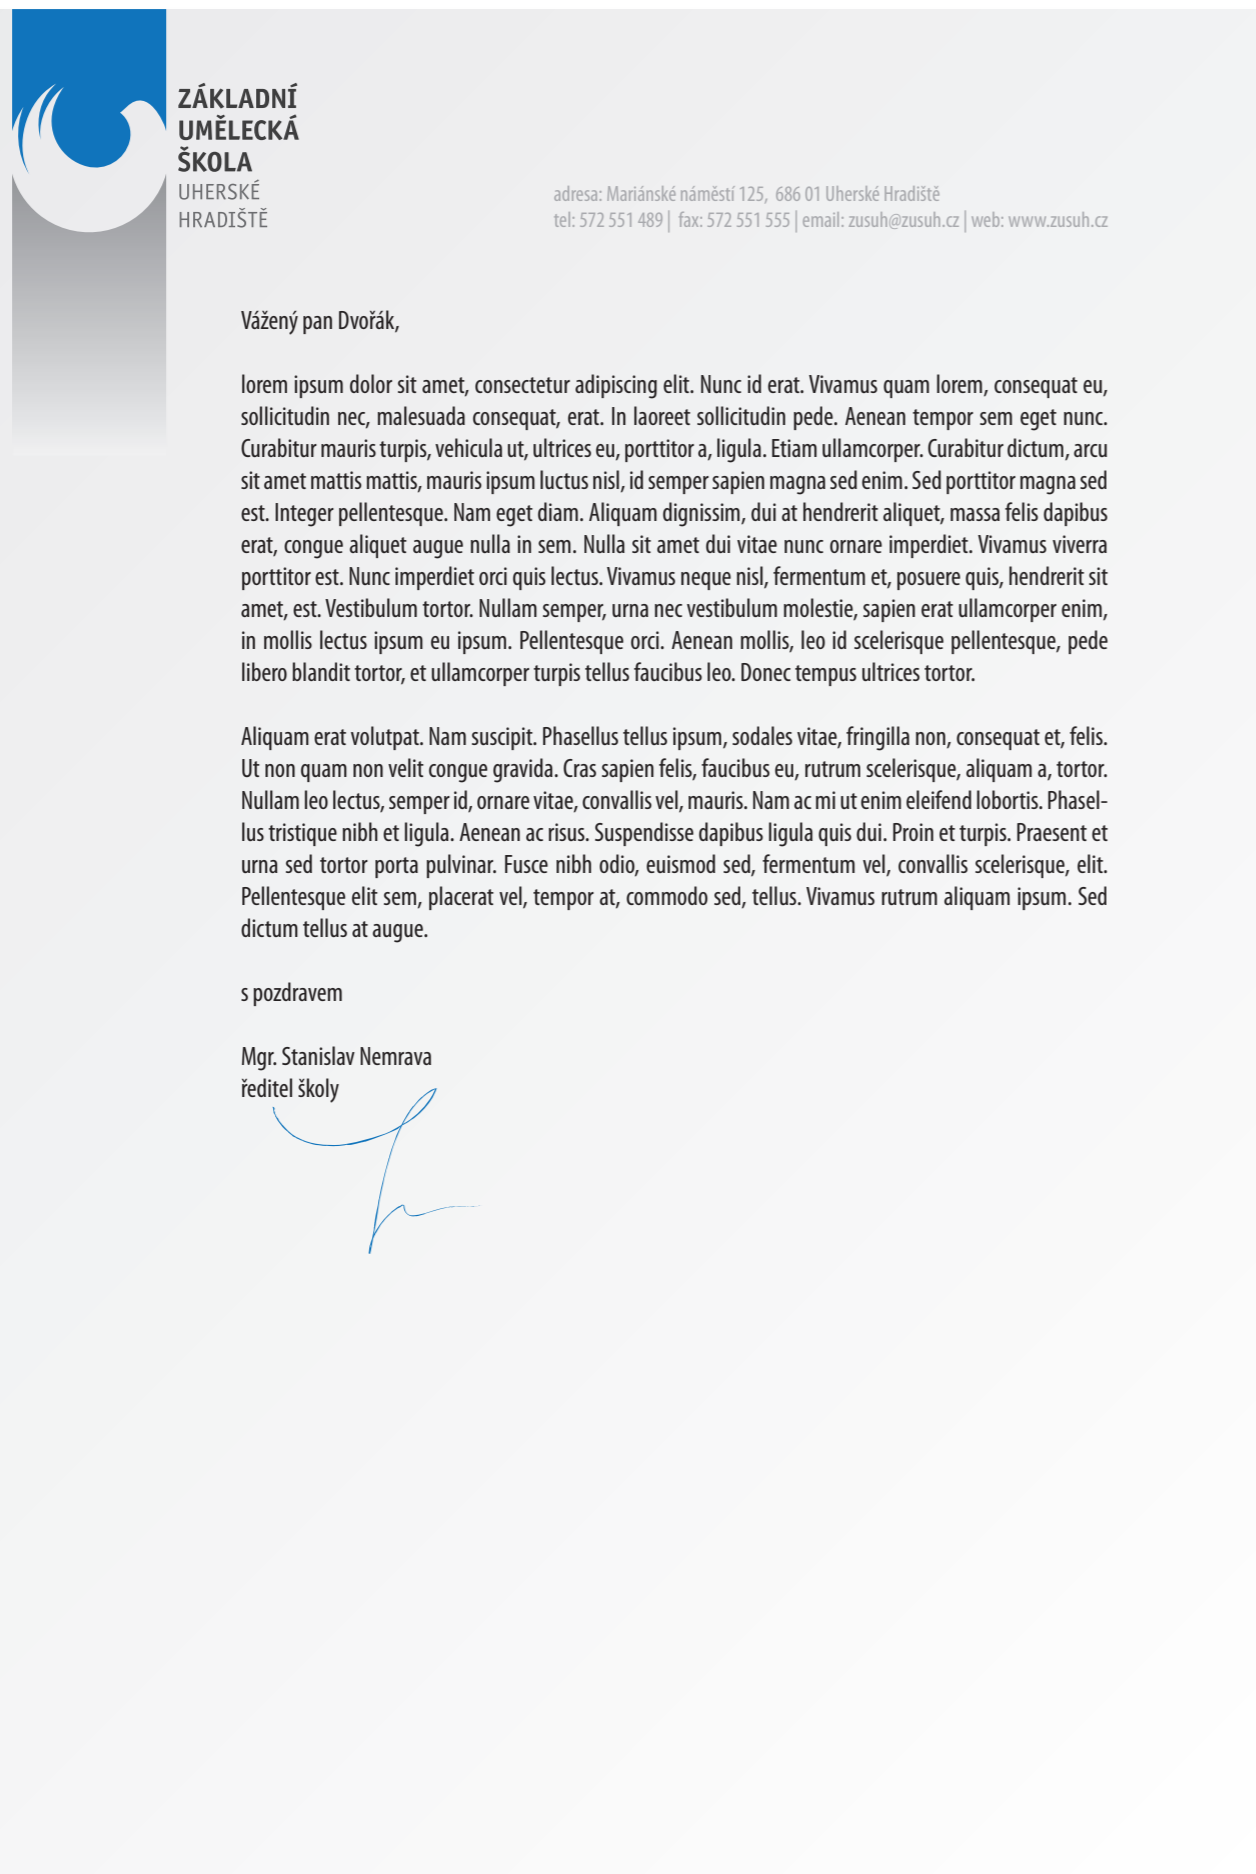 ZÁKLADNÍ
UMĚLECKÁ
ŠKOLA
UHERSKÉ
HRADIŠTĚ
adresa: Mariánské náměstí 125, 686 01 Uherské Hradiště
tel: 572 551 489 | fax: 572 551 555 | email: zusuh@zusuh.cz | web: www.zusuh.cz
Vážený pan Dvořák,
lorem ipsum dolor sit amet, consectetur adipiscing elit. Nunc id erat. Vivamus quam lorem, consequat eu,
sollicitudin nec, malesuada consequat, erat. In laoreet sollicitudin pede. Aenean tempor sem eget nunc.
Curabitur mauris turpis, vehicula ut, ultrices eu, porttitor a, ligula. Etiam ullamcorper. Curabitur dictum, arcu
sit amet mattis mattis, mauris ipsum luctus nisl, id semper sapien magna sed enim. Sed porttitor magna sed
est. Integer pellentesque. Nam eget diam. Aliquam dignissim, dui at hendrerit aliquet, massa felis dapibus
erat, congue aliquet augue nulla in sem. Nulla sit amet dui vitae nunc ornare imperdiet. Vivamus viverra
porttitor est. Nunc imperdiet orci quis lectus. Vivamus neque nisl, fermentum et, posuere quis, hendrerit sit
amet, est. Vestibulum tortor. Nullam semper, urna nec vestibulum molestie, sapien erat ullamcorper enim,
in mollis lectus ipsum eu ipsum. Pellentesque orci. Aenean mollis, leo id scelerisque pellentesque, pede
libero blandit tortor, et ullamcorper turpis tellus faucibus leo. Donec tempus ultrices tortor.
Aliquam erat volutpat. Nam suscipit. Phasellus tellus ipsum, sodales vitae, fringilla non, consequat et, felis.
Ut non quam non velit congue gravida. Cras sapien felis, faucibus eu, rutrum scelerisque, aliquam a, tortor.
Nullam leo lectus, semper id, ornare vitae, convallis vel, mauris. Nam ac mi ut enim eleifend lobortis. Phasel-
lus tristique nibh et ligula. Aenean ac risus. Suspendisse dapibus ligula quis dui. Proin et turpis. Praesent et
urna sed tortor porta pulvinar. Fusce nibh odio, euismod sed, fermentum vel, convallis scelerisque, elit.
Pellentesque elit sem, placerat vel, tempor at, commodo sed, tellus. Vivamus rutrum aliquam ipsum. Sed
dictum tellus at augue.
s pozdravem
Mgr. Stanislav Nemrava
ředitel školy